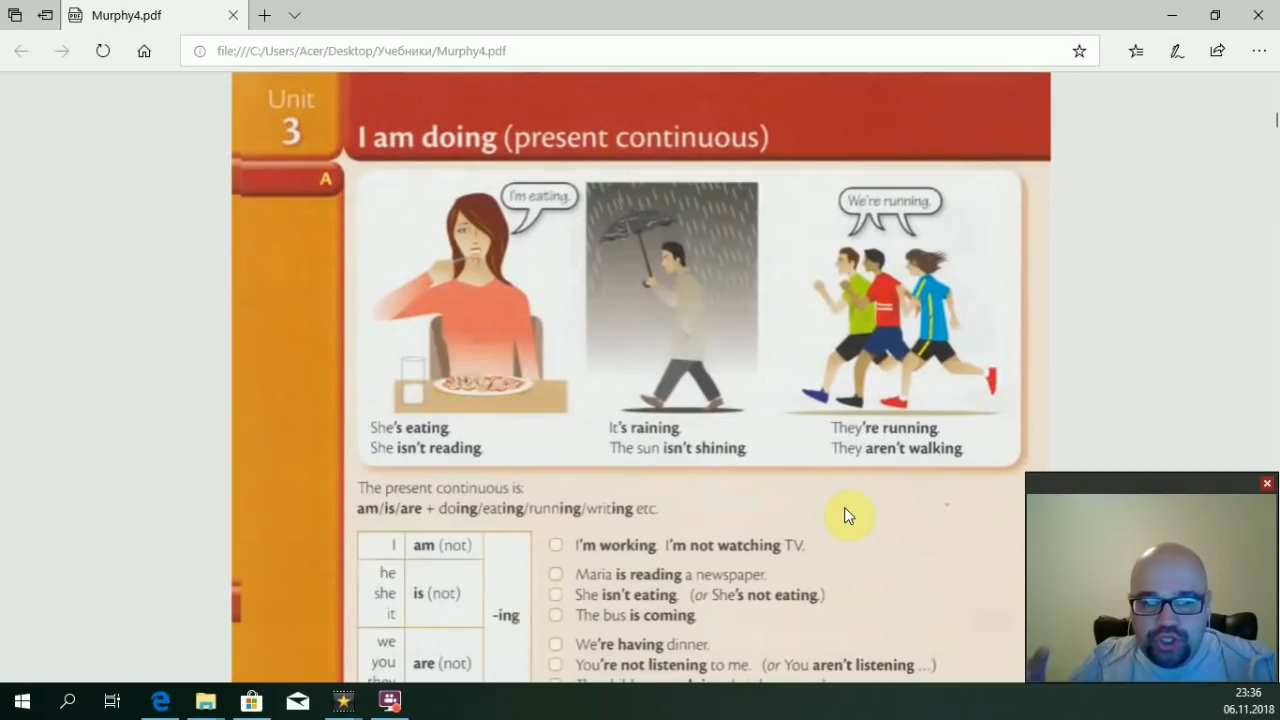 Murphy4.pdf
file:///C:/Users/Acer/Desktop/Учебники/Murphy4.pdf
Unit
3
I am doing (present continuous)
A
I'm eating.
We're running.
She's eating.
She isn't reading.
It's raining.
The sun isn't shining.
They're running.
They aren't walking.
The present continuous is:
am/is/are + doing/eating/running/writing etc.
I am (not)
he
she is (not)
it
-ing
we
you are (not)
I'm working. I'm not watching TV.
Maria is reading a newspaper.
She isn't eating. (or She's not eating.)
The bus is coming.
We're having dinner.
You're not listening to me. (or You aren't listening ...)
23:36
06.11.2018